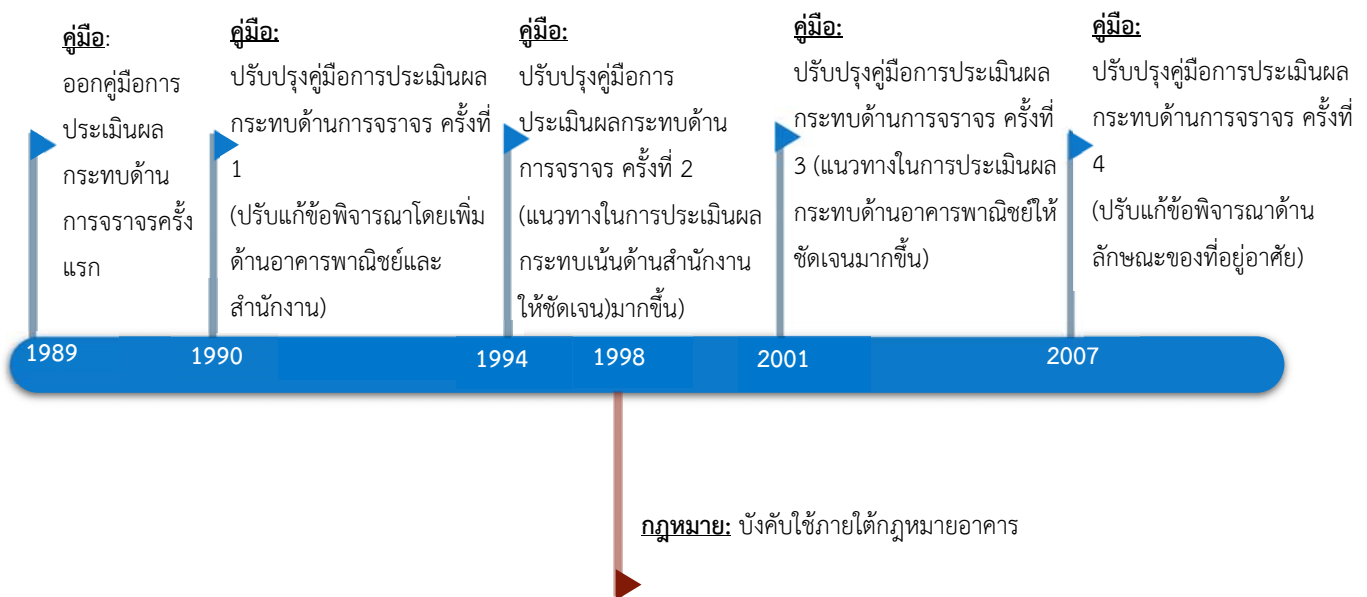 คู่มือ:
ออกคู่มือการ
ประเมินผล
กระทบด้าน
การจราจรครั้ง
แรก
คู่มือ:
ปรับปรุงคู่มือการประเมินผล
กระทบด้านการจราจร ครั้งที่
1
(ปรับแก้ข้อพิจารณาโดยเพิ่ม
ด้านอาคารพาณิชย์และ
สำนักงาน)
คู่มือ:
ปรับปรุงคู่มือการ
ประเมินผลกระทบด้าน
การจราจร ครั้งที่ 2
(แนวทางในการประเมินผล
กระทบเน้นด้านสำนักงาน
ให้ชัดเจน)มากขึ้น)
คู่มือ:
ปรับปรุงคู่มือการประเมินผล
กระทบด้านการจราจร ครั้งที่
3 (แนวทางในการประเมินผล
กระทบด้านอาคารพาณิชย์ให้
ชัดเจนมากขึ้น)
คู่มือ:
ปรับปรุงคู่มือการประเมินผล
กระทบด้านการจราจร ครั้งที่
4
(ปรับแก้ข้อพิจารณาด้าน
ลักษณะของที่อยู่อาศัย)
1989
1990
1994
1998
2001
2007
กฎหมาย: บังคับใช้ภายใต้กฎหมายอาคาร